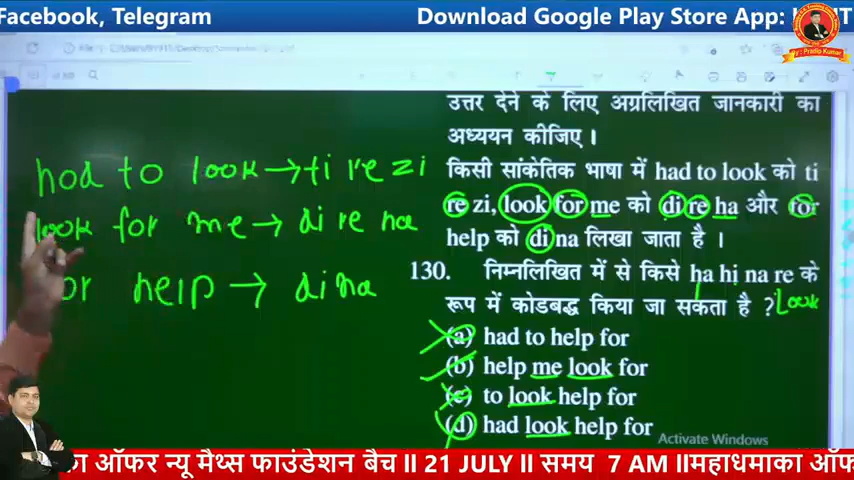 Facebook, Telegram
Download Google Play Store App:
By : Pradip Kumar
had to look → ti re zi
look for me → di re ha
for help → di na
उत्तर देने के लिए अग्रलिखित जानकारी का
अध्ययन कीजिए ।
किसी सांकेतिक भाषा में had to look को ti
re zi, look for me को di re ha और for
help को di na लिखा जाता है ।
130. निम्नलिखित में से किसे ha hi na re के
रूप में कोडबद्ध किया जा सकता है ?
Look
(a) had to help for
(b) help me look for
(c) to look help for
(d) had look help for
Activate Windows
का ऑफर न्यू मैथ्स फाउंडेशन बैच II 21 JULY II समय 7 AM IIमहाधमाका ऑफ